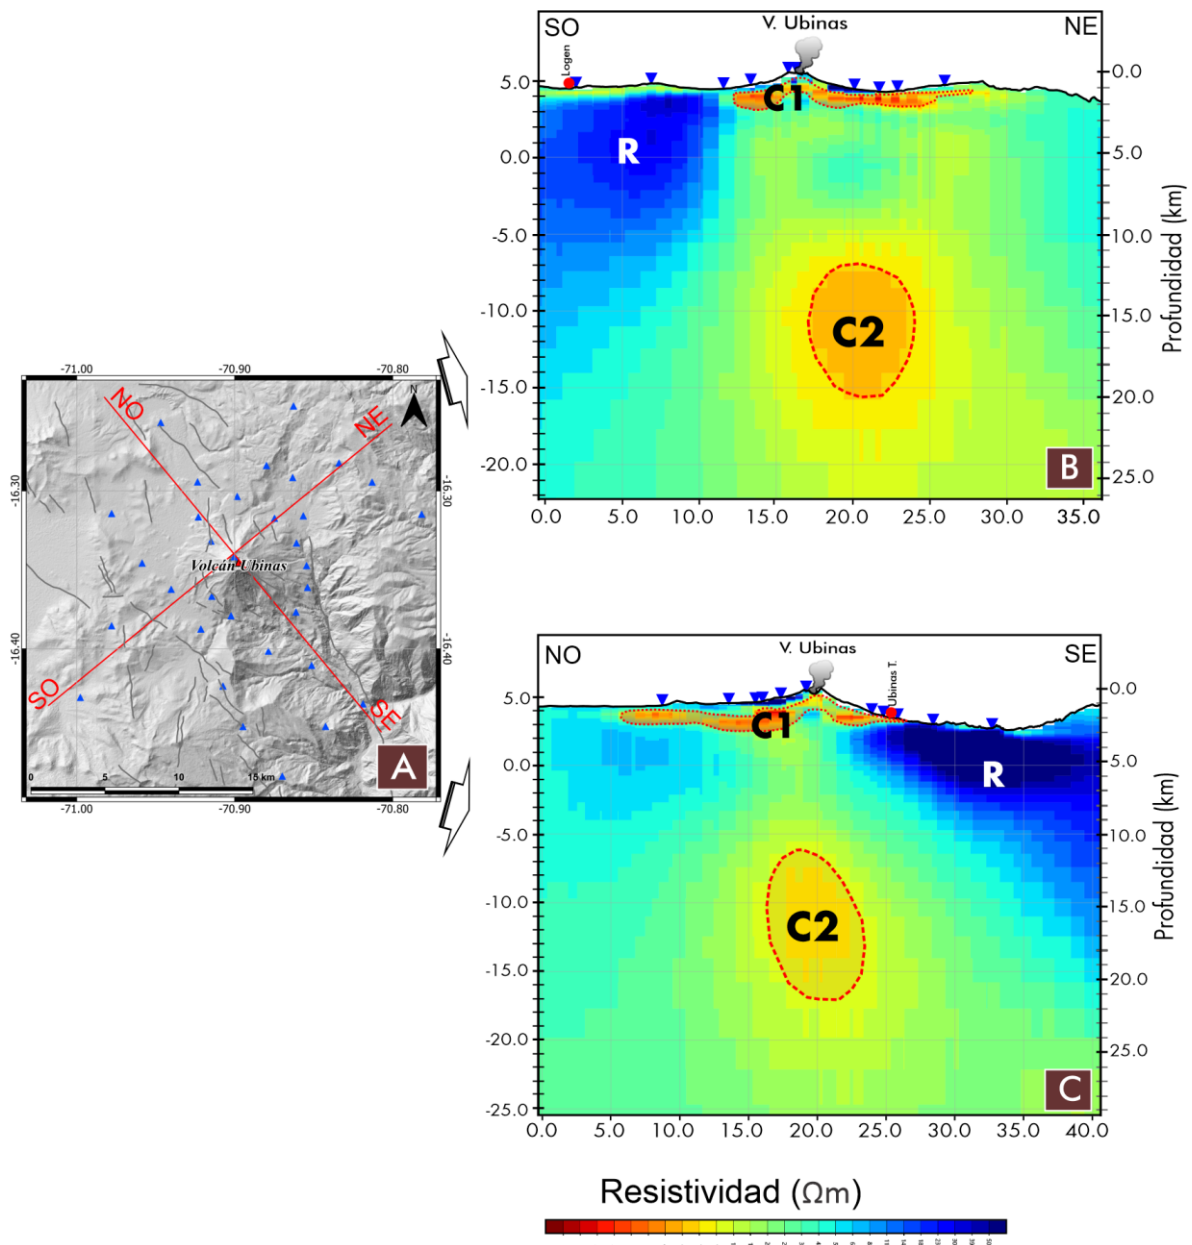 SO
V. Ubinas
NE
Logen
5.0
0.0
-5.0
-10.0
-15.0
-20.0
C1
R
C2
B
0.0
5.0
10.0
15.0
20.0
25.0
Profundidad (km)
0.0
5.0
10.0
15.0
20.0
25.0
30.0
35.0
-71.00
-70.90
-70.80
NO
NE
N
-16.30
-16.30
Volcán Ubinas
-16.40
-16.40
SO
SE
A
0
5
10
15 km
-71.00
-70.90
-70.80
NO
V. Ubinas
SE
Ubinas T.
5.0
0.0
-5.0
-10.0
-15.0
-20.0
-25.0
C1
R
C2
C
0.0
5.0
10.0
15.0
20.0
25.0
Profundidad (km)
0.0
5.0
10.0
15.0
20.0
25.0
30.0
35.0
40.0
Resistividad (Ωm)